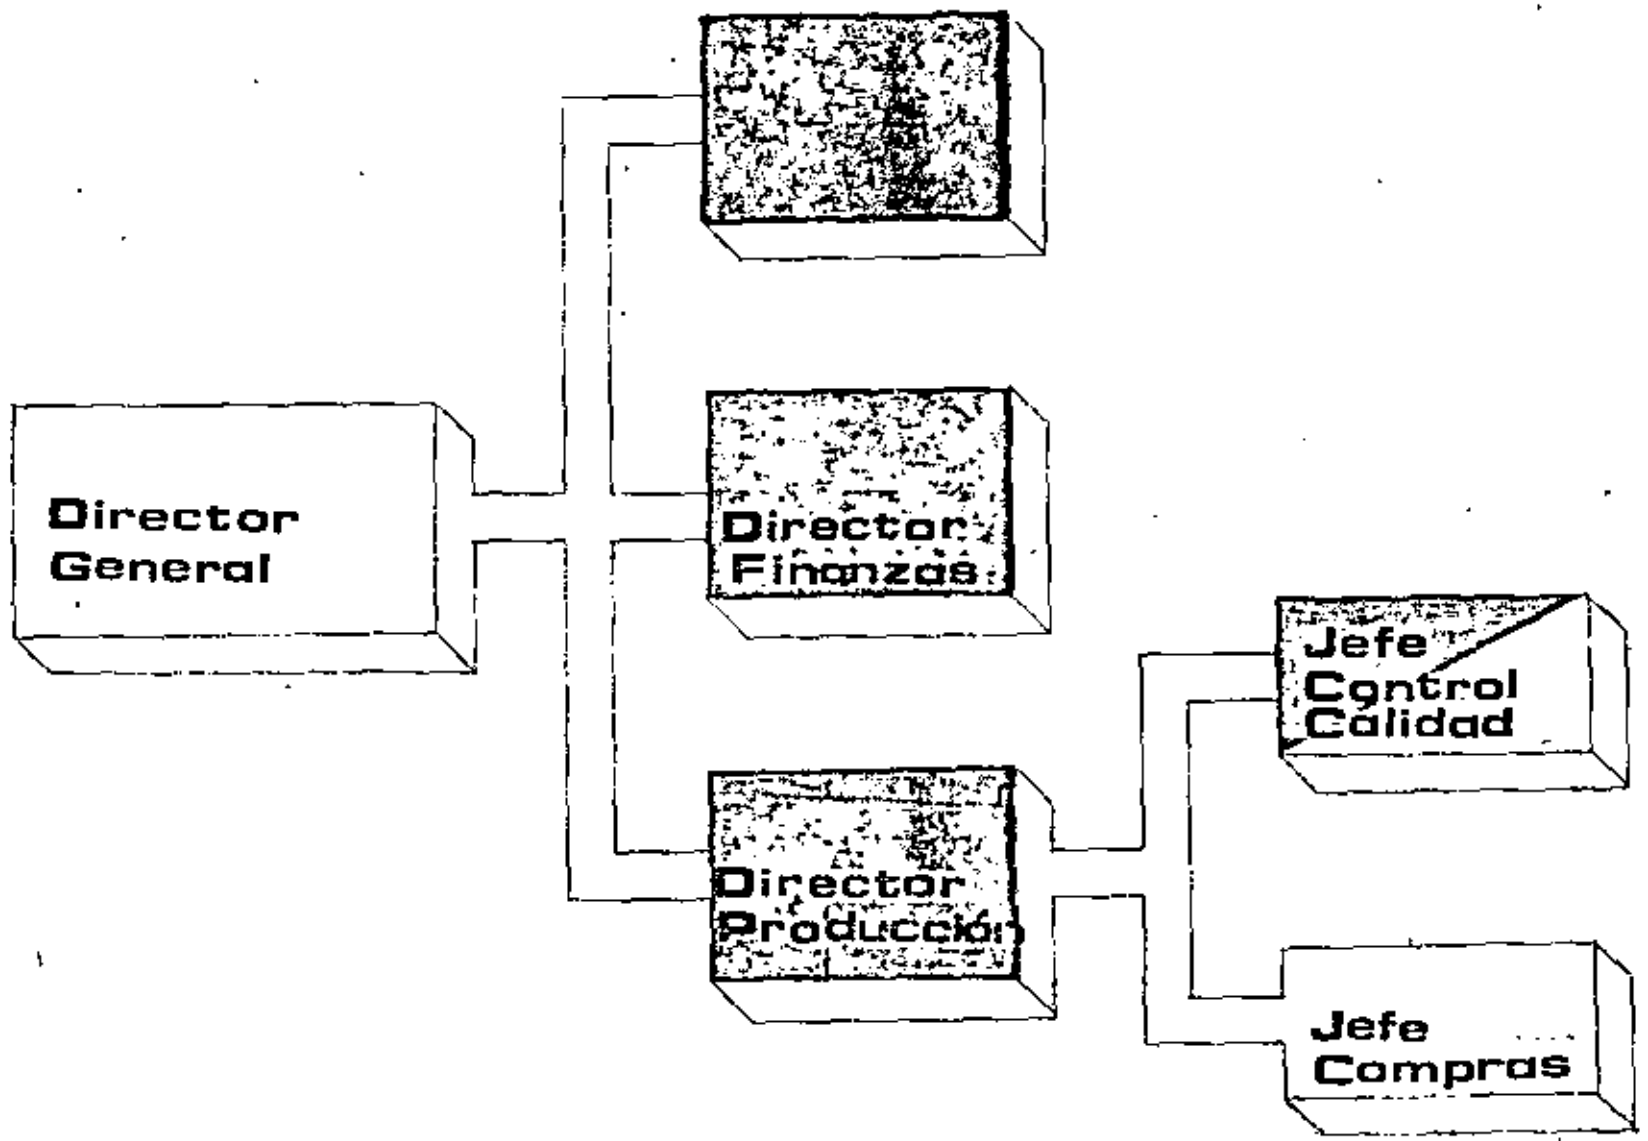 Director
General
Director
Finanzas
Director
Producción
Jefe
Control
Calidad
Jefe
Compras